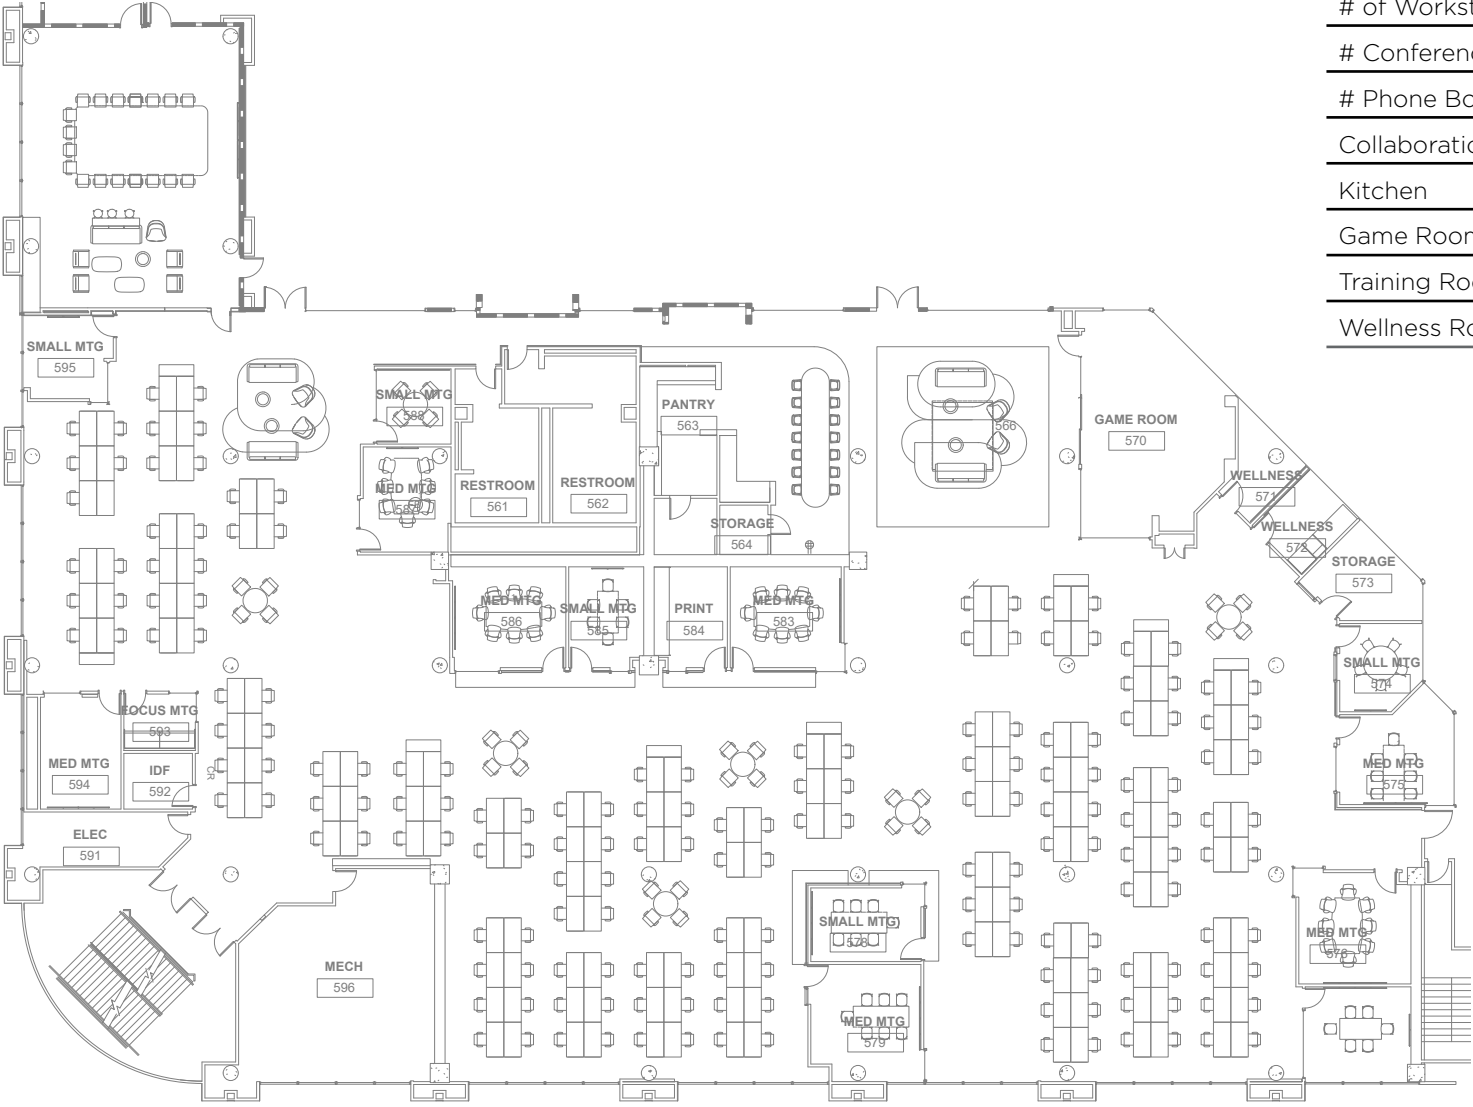 # of Workst
# Conferenc
# Phone Bo
Collaboratio
Kitchen
Game Room
Training Roo
Wellness Ro
SMALL MTG
595
SMALL MTG
588
MED MTG
RESTROOM
561
RESTROOM
562
PANTRY
563
STORAGE
564
566
GAME ROOM
570
WELLNESS
571
WELLNESS
572
STORAGE
573
SMALL MTG
574
MED MTG
575
MED MTG
586
SMALL MTG
585
PRINT
584
MED MTG
583
FOCUS MTG
593
MED MTG
594
IDF
592
CR
ELEC
591
MECH
596
SMALL MTG
578
MED MTG
579
MED MTG
576